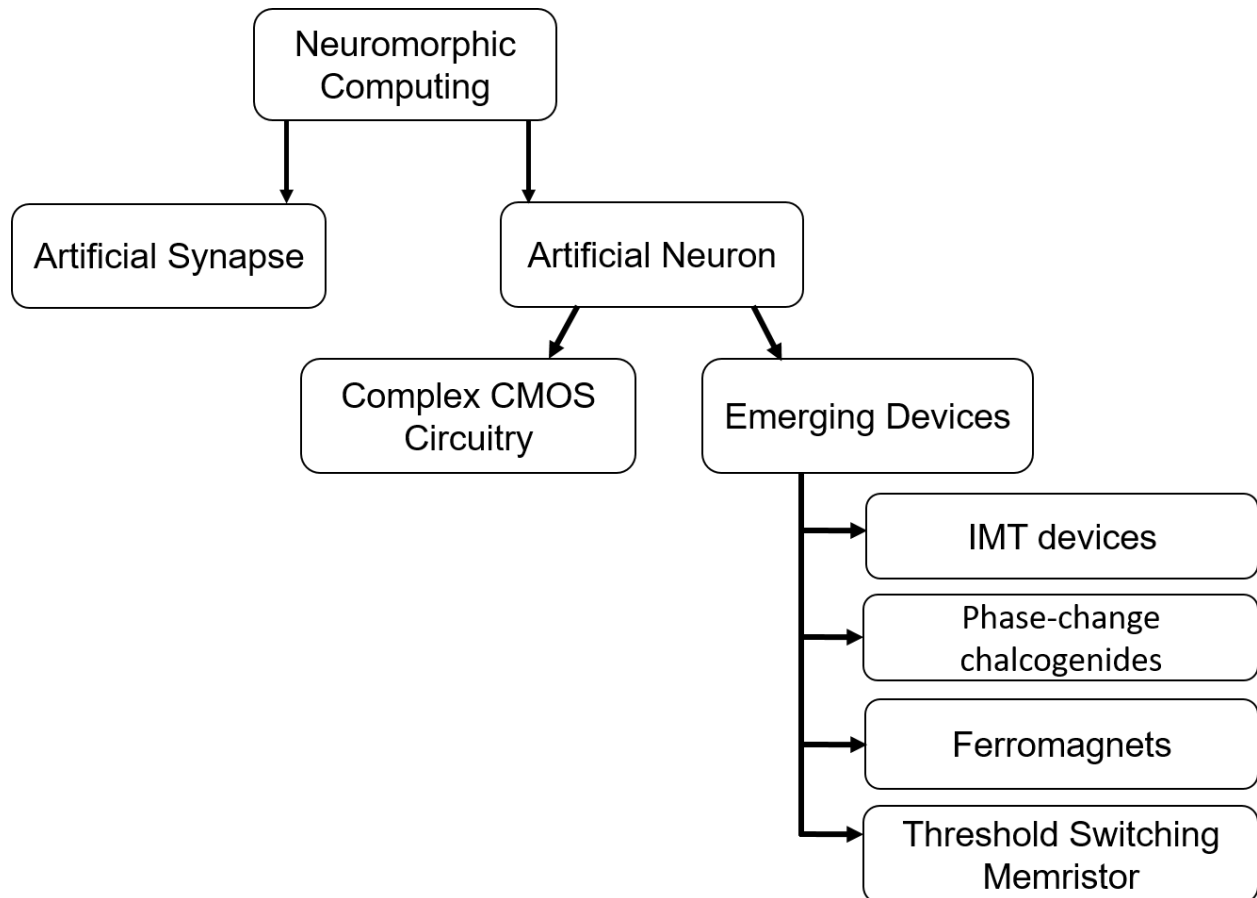 Neuromorphic
Computing
Artificial Synapse
Artificial Neuron
Complex CMOS
Circuitry
Emerging Devices
IMT devices
Phase-change
chalcogenides
Ferromagnets
Threshold Switching
Memristor